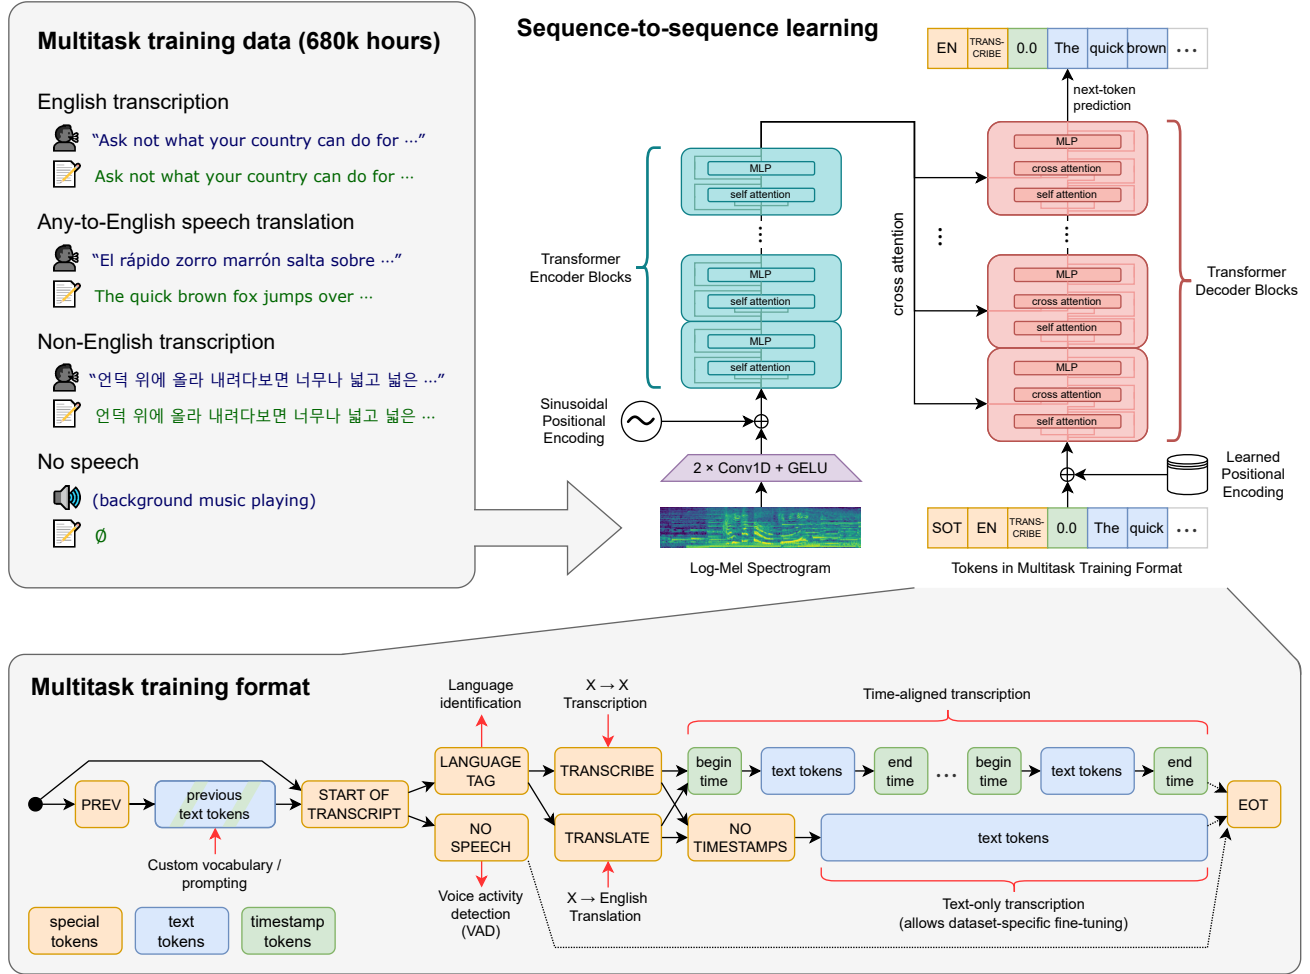 Multitask training data (680k hours)
English transcription
“Ask not what your country can do for ⋯”
Ask not what your country can do for ⋯
Any-to-English speech translation
“El rápido zorro marrón salta sobre ⋯”
The quick brown fox jumps over ⋯
Non-English transcription
“언덕 위에 올라 내려다보면 너무나 넓고 넓은 ⋯”
언덕 위에 올라 내려다보면 너무나 넓고 넓은 ⋯
No speech
(background music playing)
∅
Sequence-to-sequence learning
EN
TRANS-
CRIBE
0.0
The
quick
brown
⋯
next-token
prediction
MLP
self attention
⋮
MLP
self attention
MLP
self attention
Transformer
Encoder Blocks
cross attention
⋮
MLP
cross attention
self attention
⋮
MLP
cross attention
self attention
MLP
cross attention
self attention
Transformer
Decoder Blocks
Sinusoidal
Positional
Encoding
2 × Conv1D + GELU
Log-Mel Spectrogram
Learned
Positional
Encoding
SOT
EN
TRANS-
CRIBE
0.0
The
quick
⋯
Tokens in Multitask Training Format
Multitask training format
PREV
previous
text tokens
Custom vocabulary /
prompting
START OF
TRANSCRIPT
Language
identification
LANGUAGE
TAG
NO
SPEECH
Voice activity
detection
(VAD)
X → X
Transcription
TRANSCRIBE
TRANSLATE
X → English
Translation
Time-aligned transcription
begin
time
text tokens
end
time
⋯
begin
time
text tokens
end
time
NO
TIMESTAMPS
text tokens
Text-only transcription
(allows dataset-specific fine-tuning)
EOT
special
tokens
text
tokens
timestamp
tokens